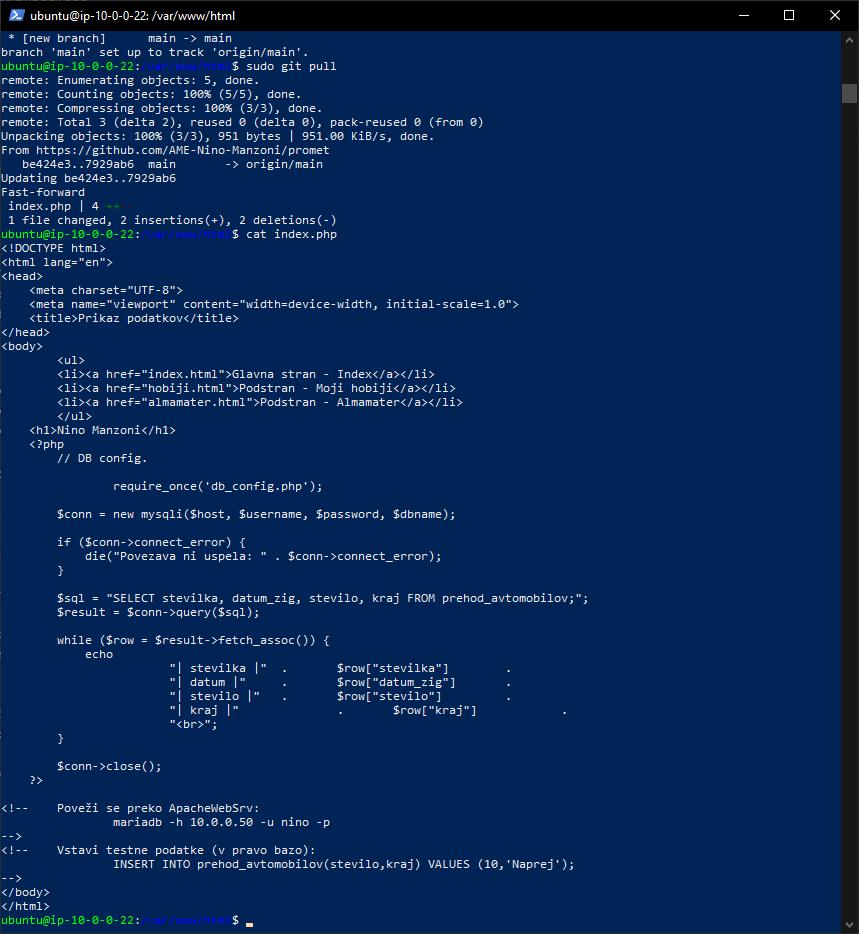 ubuntu@ip-10-0-0-22: /var/www/html
 * [new branch]      main -> main
branch 'main' set up to track 'origin/main'.
ubuntu@ip-10-0-0-22:/var/www/html$ sudo git pull
remote: Enumerating objects: 5, done.
remote: Counting objects: 100% (5/5), done.
remote: Compressing objects: 100% (3/3), done.
remote: Total 3 (delta 2), reused 0 (delta 0), pack-reused 0 (from 0)
Unpacking objects: 100% (3/3), 951 bytes | 951.00 KiB/s, done.
From https://github.com/AME-Nino-Manzoni/promet
   be424e3..7929ab6  main       -> origin/main
Updating be424e3..7929ab6
Fast-forward
 index.php | 4 ++--
 1 file changed, 2 insertions(+), 2 deletions(-)
ubuntu@ip-10-0-0-22:/var/www/html$ cat index.php
<!DOCTYPE html>
<html lang="en">
<head>
    <meta charset="UTF-8">
    <meta name="viewport" content="width=device-width, initial-scale=1.0">
    <title>Prikaz podatkov</title>
</head>
<body>
        <ul>
        <li><a href="index.html">Glavna stran - Index</a></li>
        <li><a href="hobiji.html">Podstran - Moji hobiji</a></li>
        <li><a href="almamater.html">Podstran - Almamater</a></li>
        </ul>
    <h1>Nino Manzoni</h1>
    <?php
        // DB config.
                require_once('db_config.php');
        $conn = new mysqli($host, $username, $password, $dbname);
        if ($conn->connect_error) {
            die("Povezava ni uspela: " . $conn->connect_error);
        }
        $sql = "SELECT stevilka, datum_zig, stevilo, kraj FROM prehod_avtomobilov;";
        $result = $conn->query($sql);
        while ($row = $result->fetch_assoc()) {
            echo
                        "| stevilka |"  .       $row["stevilka"]        .
                        "| datum |"     .       $row["datum_zig"]       .
                        "| stevilo |"   .       $row["stevilo"]         .
                        "| kraj |"              .       $row["kraj"]            .
                        "<br>";
        }
        $conn->close();
    ?>
<!--    Poveži se preko ApacheWebSrv:
                mariadb -h 10.0.0.50 -u nino -p
-->
<!--    Vstavi testne podatke (v pravo bazo):
                INSERT INTO prehod_avtomobilov(stevilo,kraj) VALUES (10,'Naprej');
-->
</body>
</html>
ubuntu@ip-10-0-0-22:/var/www/html$